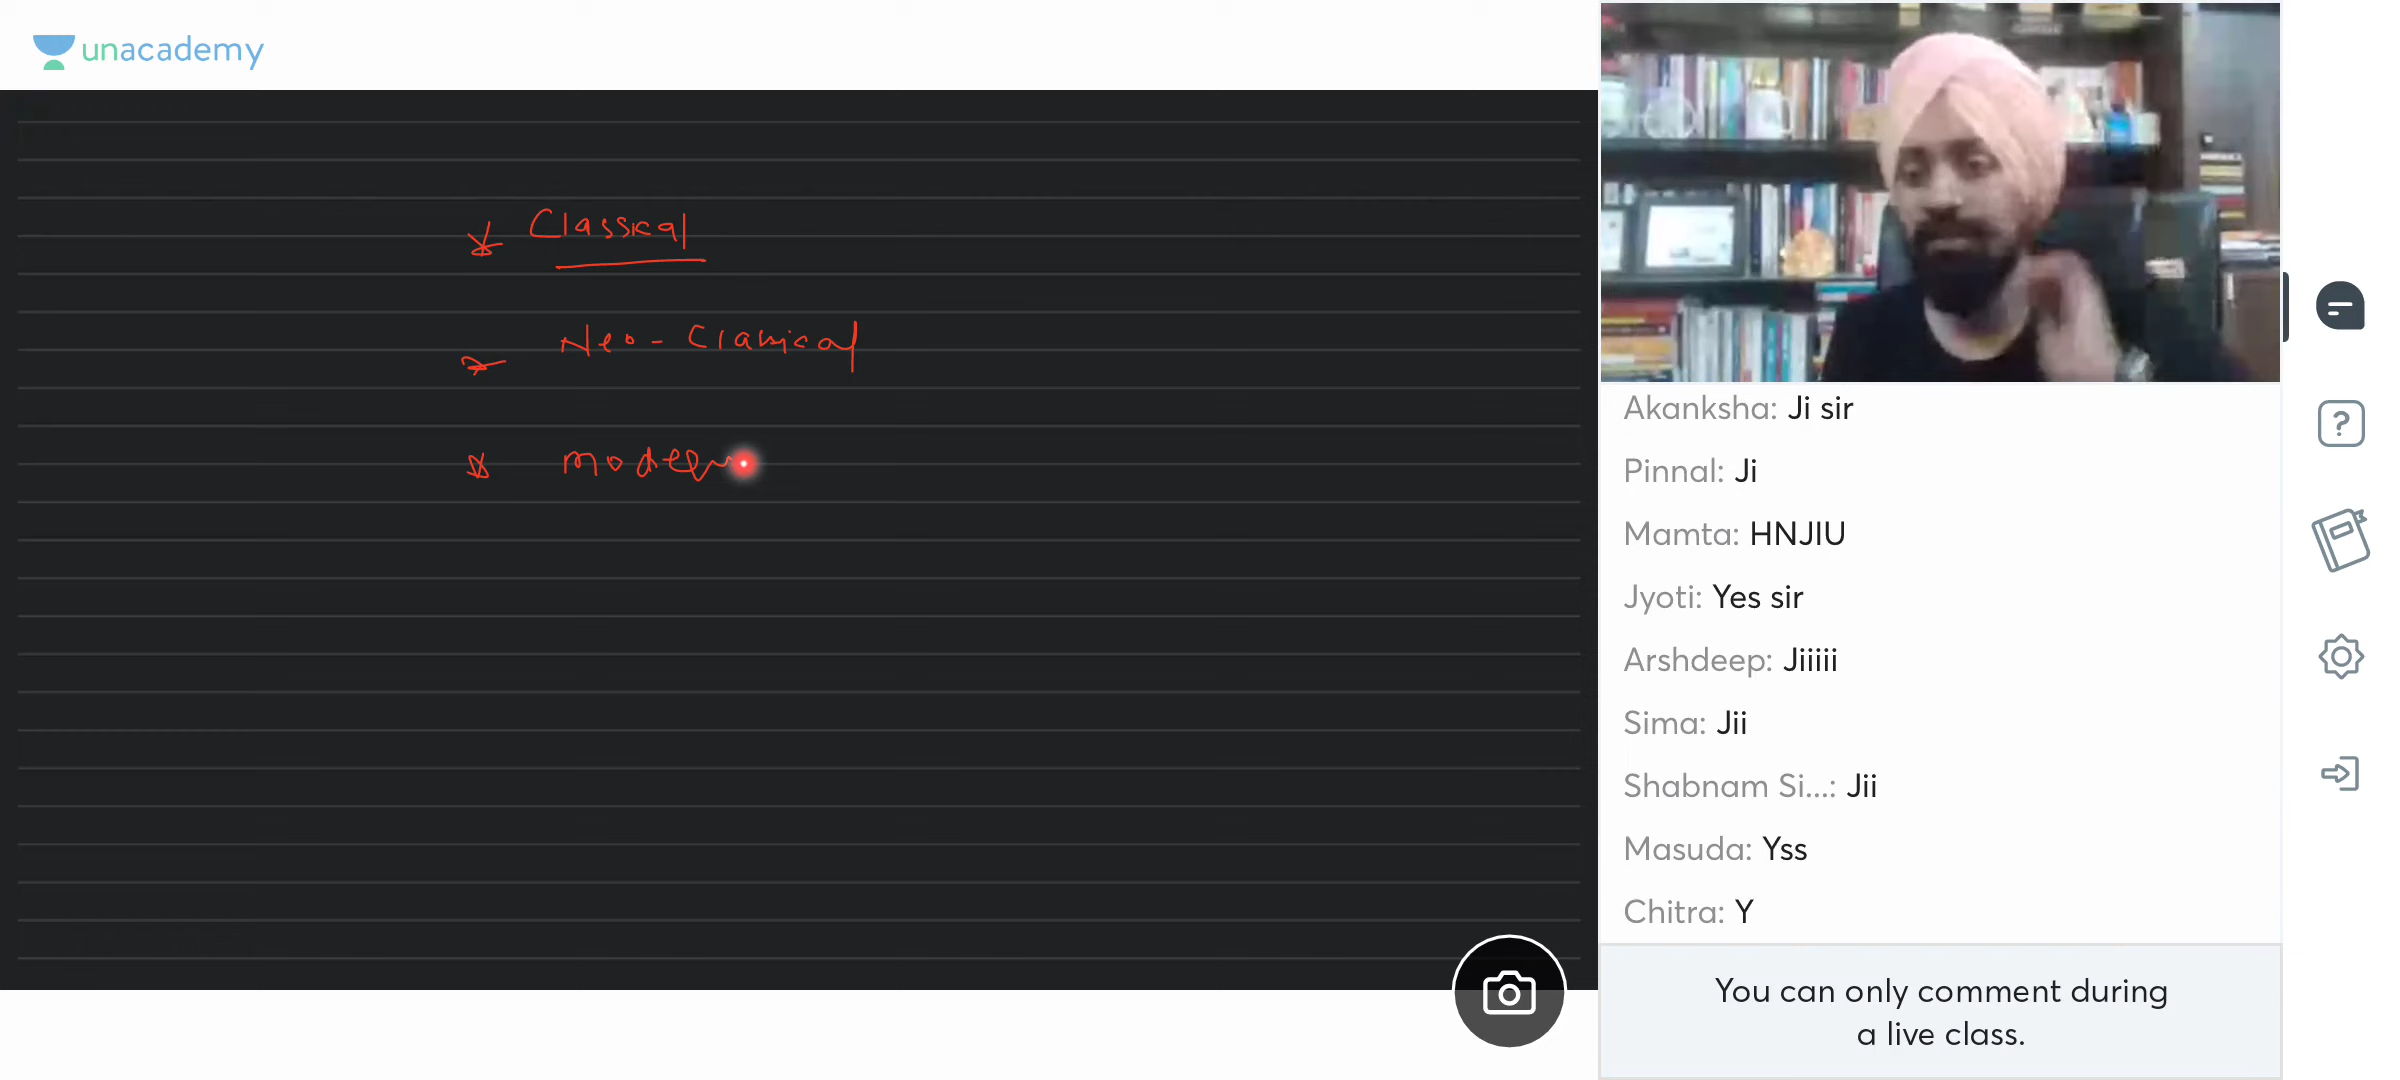 unacademy
Classical
Neo - Classical
modern
Akanksha: Ji sir
Pinnal: Ji
Mamta: HNJIU
Jyoti: Yes sir
Arshdeep: Jiiiii
Sima: Jii
Shabnam Si...: Jii
Masuda: Yss
Chitra: Y
You can only comment during
a live class.